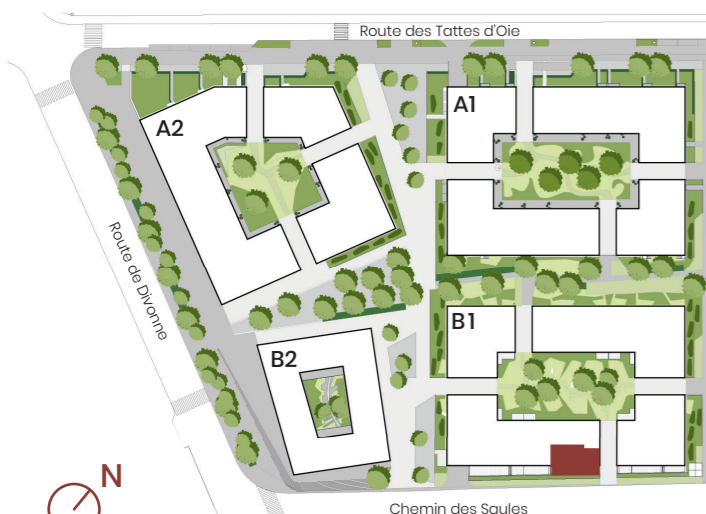 Route des Tattes d'Oie
A2
A1
Route de Divonne
B1
B2
N
Chemin des Saules